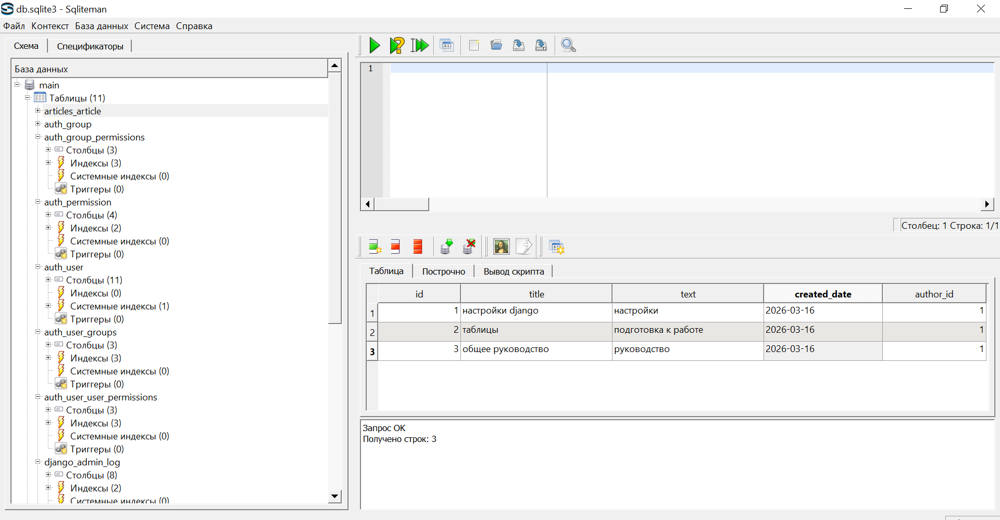 db.sqlite3 - Sqliteman
Файл Контекст База данных Система Справка
Схема Спецификаторы
База данных
main
Таблицы (11)
articles_article
auth_group
auth_group_permissions
Столбцы (3)
Индексы (3)
Системные индексы (0)
Триггеры (0)
auth_permission
Столбцы (4)
Индексы (2)
Системные индексы (0)
Триггеры (0)
auth_user
Столбцы (11)
Индексы (0)
Системные индексы (1)
Триггеры (0)
auth_user_groups
Столбцы (3)
Индексы (3)
Системные индексы (0)
Триггеры (0)
auth_user_user_permissions
Столбцы (3)
Индексы (3)
Системные индексы (0)
Триггеры (0)
django_admin_log
Столбцы (8)
Индексы (2)
Системные индексы (0)
1
Столбец: 1 Строка: 1/1
Таблица Построчно Вывод скрипта
id title text created_date author_id
1 1 настройки django настройки 2026-03-16 1
2 2 таблицы подготовка к работе 2026-03-16 1
3 3 общее руководство руководство 2026-03-16 1
Запрос OK
Получено строк: 3